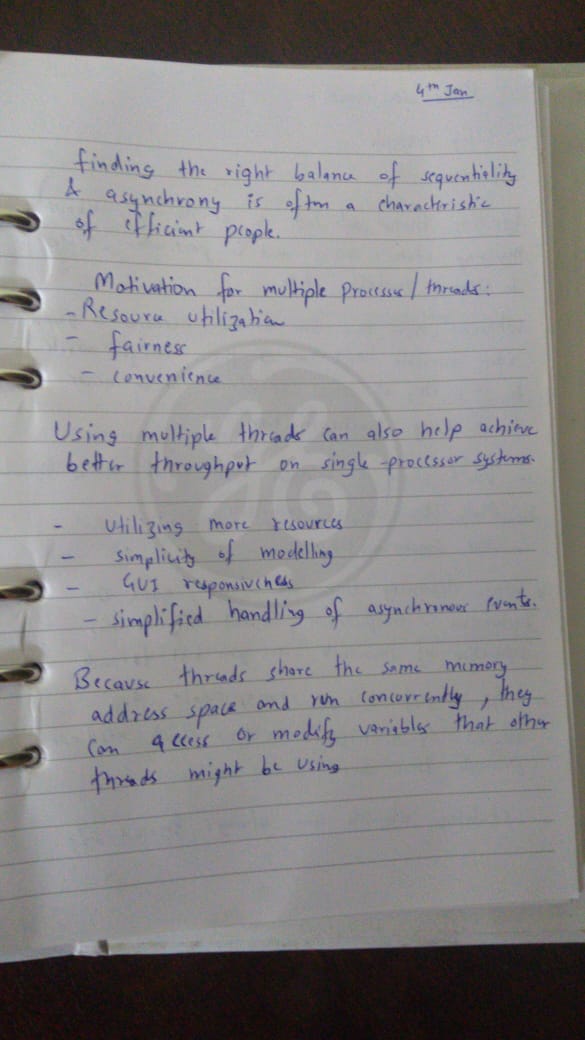 4th Jan
finding the right balance of sequentiality
& asynchrony is often a characteristic
of efficient people.
Motivation for multiple Processes / threads:
- Resource utilization
- fairness
- convenience
Using multiple threads can also help achieve
better throughput on single-processor systems.
- utilizing more resources
- simplicity of modelling
- GUI responsiveness
- simplified handling of asynchronous events.
Because threads share the same memory
address space and run concurrently, they
can access or modify variables that other
threads might be using